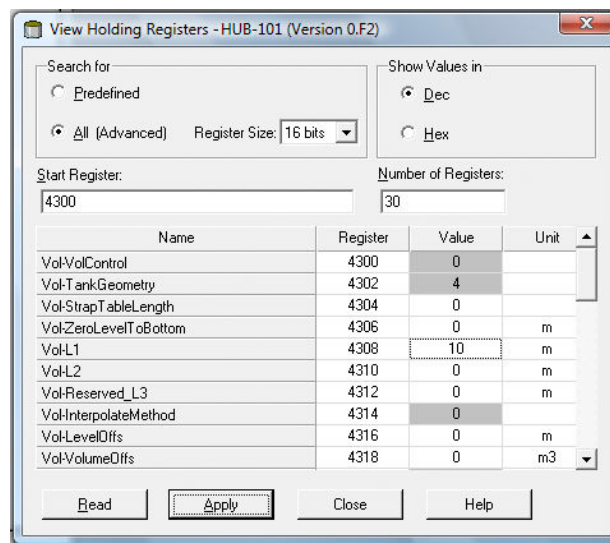 View Holding Registers - HUB-101 (Version 0.F2)
Search for
Predefined
All (Advanced) Register Size: 16 bits
Show Values in
Dec
Hex
Start Register:
4300
Number of Registers:
30
Name Register Value Unit
Vol-VolControl 4300 0
Vol-TankGeometry 4302 4
Vol-StrapTableLength 4304 0
Vol-ZeroLevelToBottom 4306 0 m
Vol-L1 4308 10 m
Vol-L2 4310 0 m
Vol-Reserved_L3 4312 0 m
Vol-InterpolateMethod 4314 0
Vol-LevelOffs 4316 0 m
Vol-VolumeOffs 4318 0 m3
Read Apply Close Help